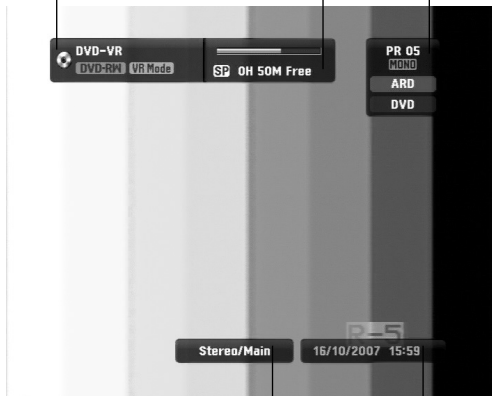 DVD-VR
DVD-RW VR Mode
SP 0H 50M Free
PR 05
MONO
ARD
DVD
R-5
Stereo/Main
16/10/2007 15:59